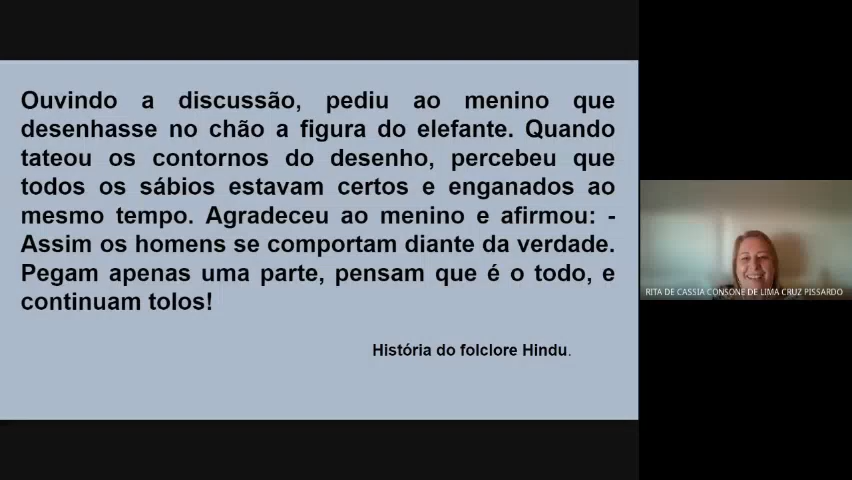 Ouvindo a discussão, pediu ao menino que
desenhasse no chão a figura do elefante. Quando
tateou os contornos do desenho, percebeu que
todos os sábios estavam certos e enganados ao
mesmo tempo. Agradeceu ao menino e afirmou: -
Assim os homens se comportam diante da verdade.
Pegam apenas uma parte, pensam que é o todo, e
continuam tolos!
História do folclore Hindu.
RITA DE CASSIA CONSONE DE LIMA CRUZ PISSARDO